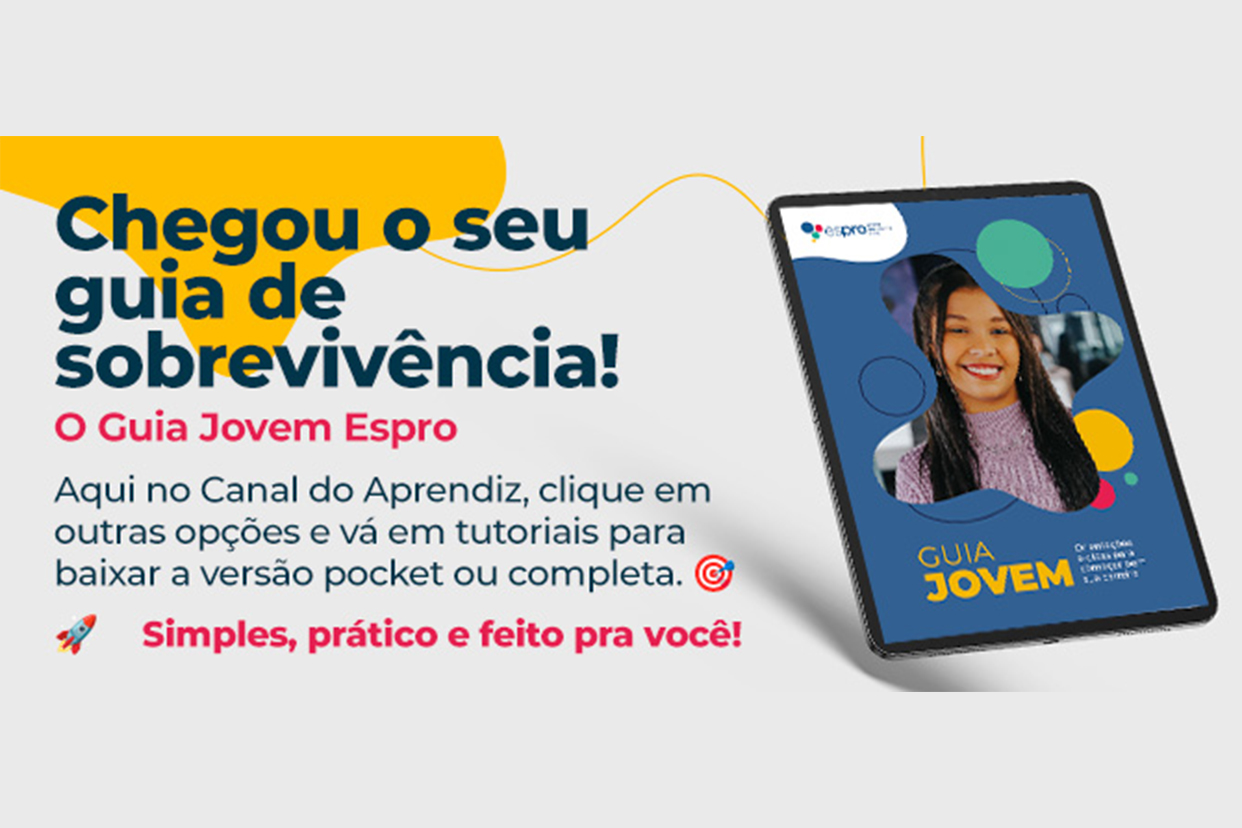 Chegou o seu
guia de
sobrevivência!
O Guia Jovem Espro
Aqui no Canal do Aprendiz, clique em
outras opções e vá em tutoriais para
baixar a versão pocket ou completa. 🎯
🚀 Simples, prático e feito pra você!
espro
GUIA
JOVEM